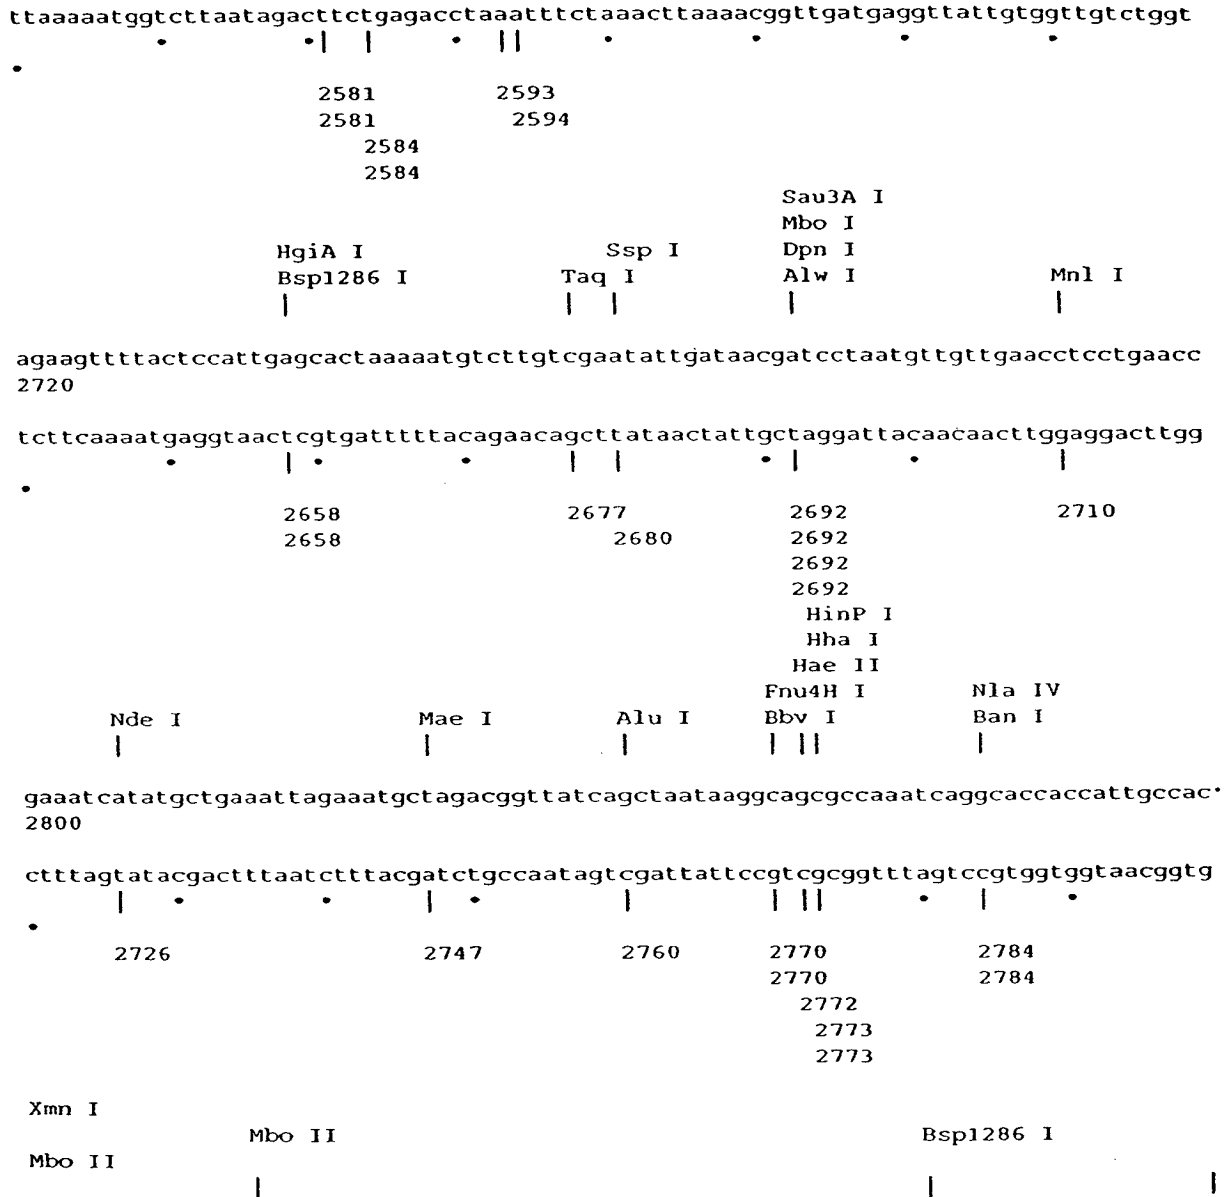 ttaaaaatggtcttaatagacttctgagacctaaatttctaaacttaaaacggttgatgaggttattgtggttgtctggt
2581 2593
2581 2594
2584
2584
Sau3A I
Mbo I
HgiA I Ssp I Dpn I
Bsp1286 I Taq I Alw I Mnl I
agaagttttactccattgagcactaaaaatgtcttgtcgaatattgataacgatcctaatgttgttgaacctcctgaacc
2720
tcttcaaaatgaggtaactcgtgatttttacagaacagcttataactattgctaggattacaacaacttggaggacttgg
2658 2677 2692 2710
2658 2680 2692
2692
2692
HinP I
Hha I
Hae II
Fnu4H I Nla IV
Nde I Mae I Alu I Bbv I Ban I
gaaatcatatgctgaaattagaaatgctagacggttatcagctaataaggcagcgccaaatcaggcaccaccattgccac
2800
ctttagtatacgactttaatctttacgatctgccaatagtcgattattccgtcgcggtttagtccgtggtggtaacggtg
2726 2747 2760 2770 2784
2770 2784
2772
2773
2773
Xmn I
Mbo II Bsp1286 I
Mbo II